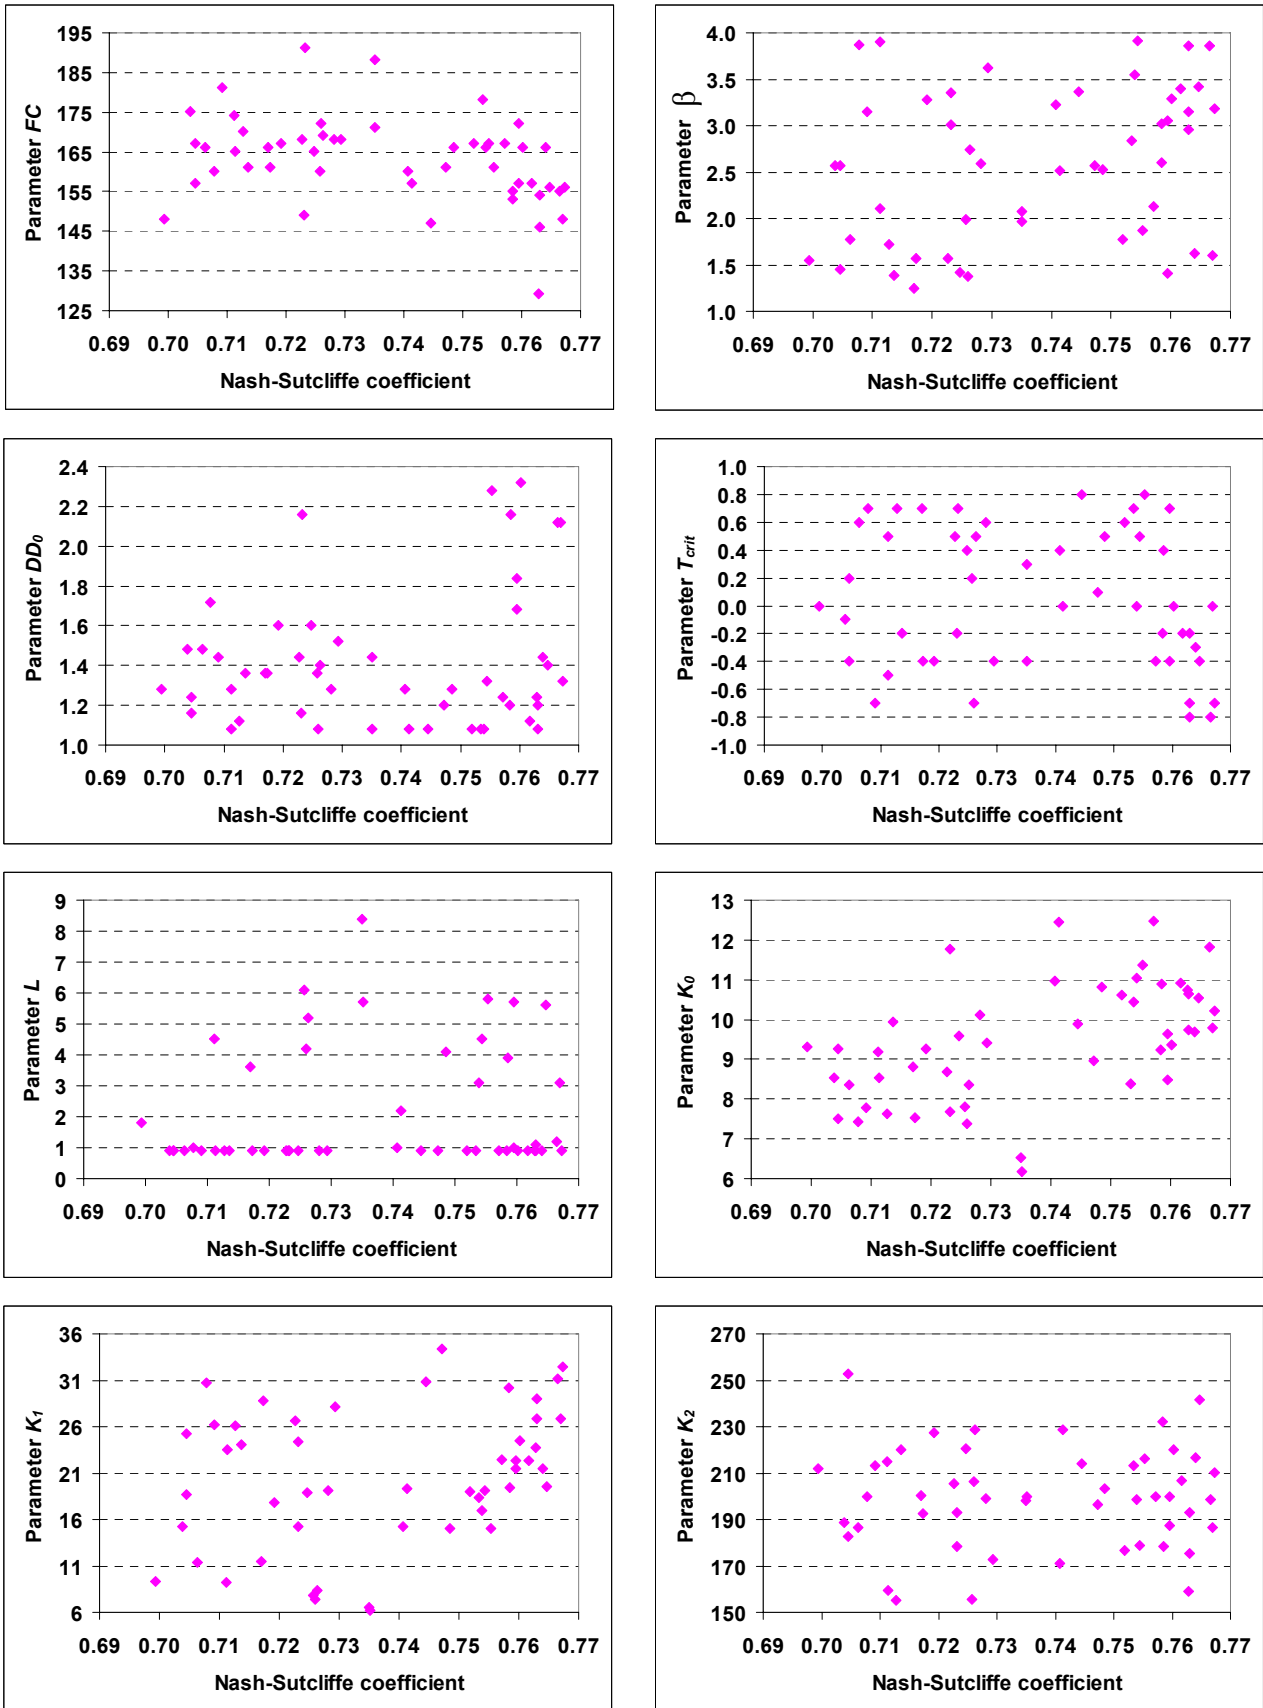 195
185
175
165
155
145
135
125
Parameter FC
0.69 0.70 0.71 0.72 0.73 0.74 0.75 0.76 0.77
Nash-Sutcliffe coefficient
4.0
3.5
3.0
2.5
2.0
1.5
1.0
Parameter β
0.69 0.70 0.71 0.72 0.73 0.74 0.75 0.76 0.77
Nash-Sutcliffe coefficient
2.4
2.2
2.0
1.8
1.6
1.4
1.2
1.0
Parameter DD0
0.69 0.70 0.71 0.72 0.73 0.74 0.75 0.76 0.77
Nash-Sutcliffe coefficient
1.0
0.8
0.6
0.4
0.2
0.0
-0.2
-0.4
-0.6
-0.8
-1.0
Parameter Tcrit
0.69 0.70 0.71 0.72 0.73 0.74 0.75 0.76 0.77
Nash-Sutcliffe coefficient
9
8
7
6
5
4
3
2
1
0
Parameter L
0.69 0.70 0.71 0.72 0.73 0.74 0.75 0.76 0.77
Nash-Sutcliffe coefficient
13
12
11
10
9
8
7
6
Parameter K0
0.69 0.70 0.71 0.72 0.73 0.74 0.75 0.76 0.77
Nash-Sutcliffe coefficient
36
31
26
21
16
11
6
Parameter K1
0.69 0.70 0.71 0.72 0.73 0.74 0.75 0.76 0.77
Nash-Sutcliffe coefficient
270
250
230
210
190
170
150
Parameter K2
0.69 0.70 0.71 0.72 0.73 0.74 0.75 0.76 0.77
Nash-Sutcliffe coefficient